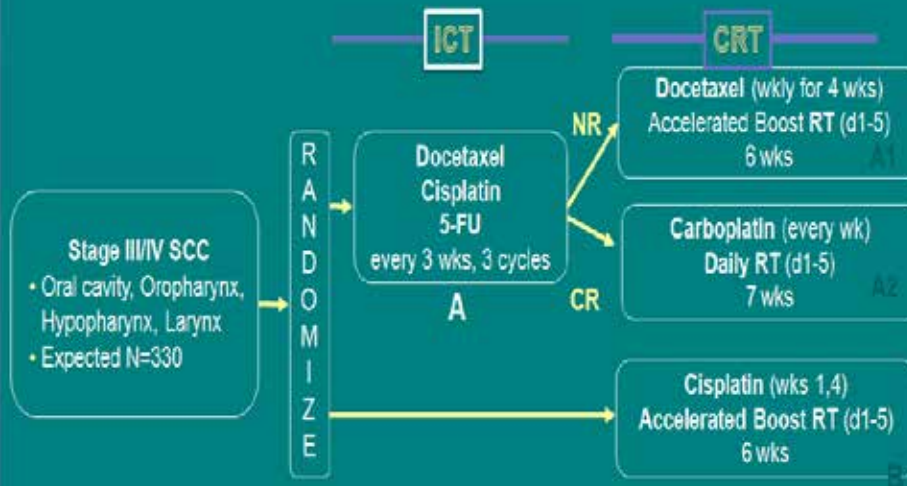 ICT
CRT
Stage III/IV SCC
• Oral cavity, Oropharynx,
Hypopharynx, Larynx
• Expected N=330
R
A
N
D
O
M
I
Z
E
Docetaxel
Cisplatin
5-FU
every 3 wks, 3 cycles
A
NR
CR
Docetaxel (wkly for 4 wks)
Accelerated Boost RT (d1-5)
6 wks
A1
Carboplatin (every wk)
Daily RT (d1-5)
7 wks
A2
Cisplatin (wks 1,4)
Accelerated Boost RT (d1-5)
6 wks
B